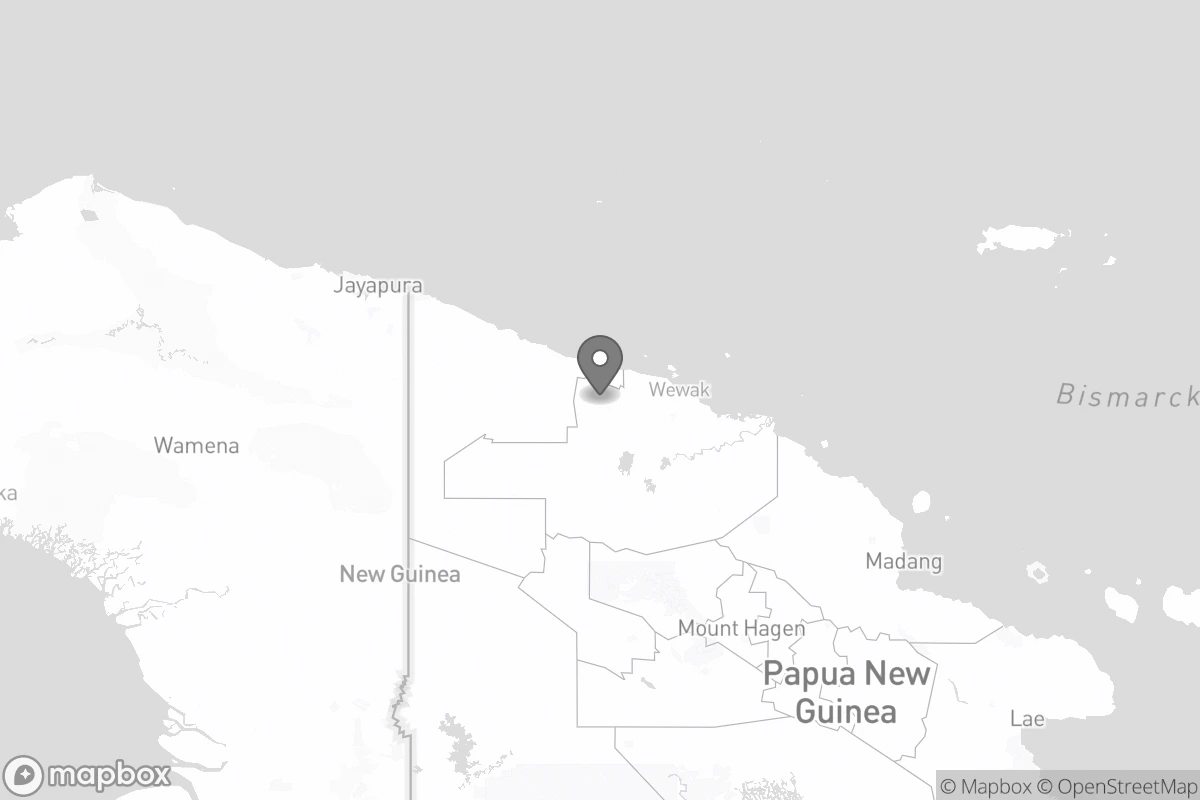 Jayapura
Wewak
Bismarck
Wamena
ka
Madang
New Guinea
Mount Hagen
Papua New
Guinea
Lae
mapbox
© Mapbox © OpenStreetMap